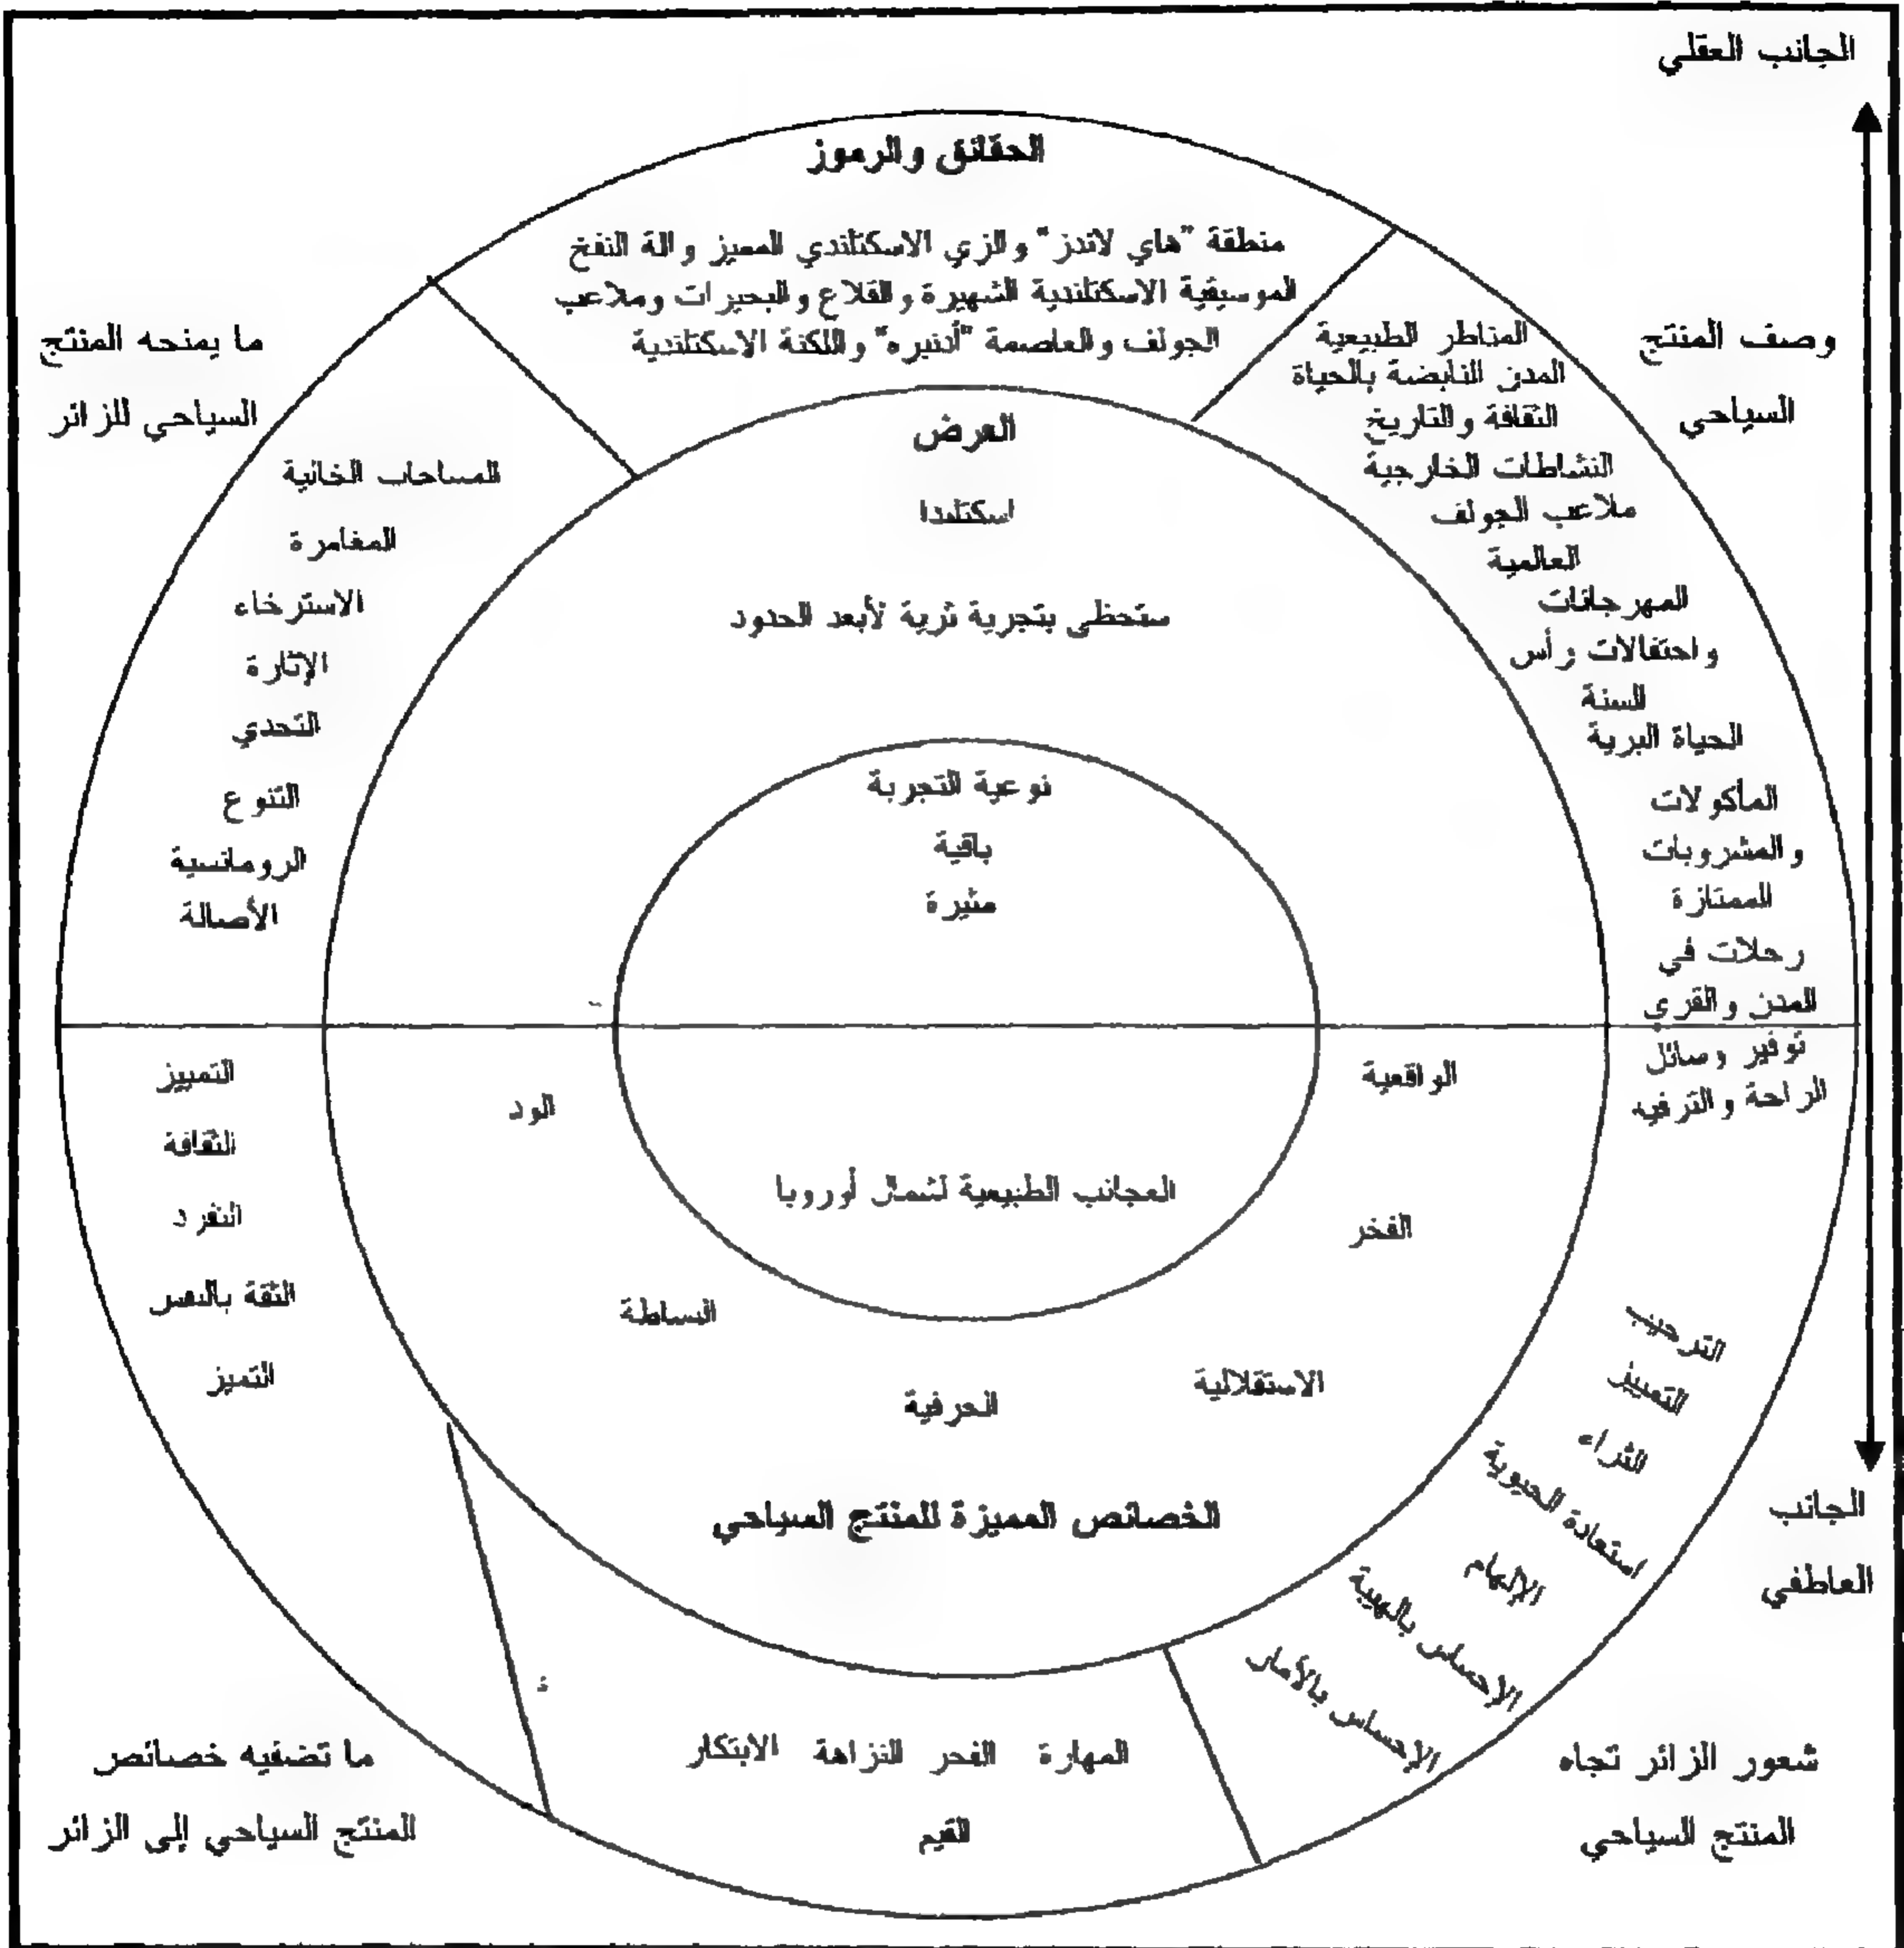 الجانب العقلي
الحقائق والرموز
منطقة "هاي لاندز" والزي الاسكتلندي المميز والة النفخ
الموسيقية الاسكتلندية الشهيرة والقلاع والبحيرات وملاعب
الجولف والعاصمة "أدنبره" واللكنة الاسكتلندية
وصف المنتج
السياحي
المناظر الطبيعية
المدن النابضة بالحياة
الثقافة والتاريخ
النشاطات الخارجية
ملاعب الجولف
العالمية
المهرجانات
واحتفالات رأس
السنة
الحياة البرية
المأكولات
والمشروبات
الممتازة
رحلات في
المدن والقرى
توفير وسائل
الراحة والترفيه
ما يمنحه المنتج
السياحي للزائر
المساحات الخالية
المغامرة
الاسترخاء
الإثارة
التحدي
التنوع
الرومانسية
الأصالة
العرض
اسكتلندا
ستحظى بتجربة ثرية لأبعد الحدود
نوعية التجربة
باقية
مثيرة
العجائب الطبيعية لشمال أوروبا
الواقعية
الفخر
الاستقلالية
الحرفية
البساطة
الود
الخصائص المميزة للمنتج السياحي
التمييز
الثقافة
التفرد
الثقة بالنفس
التميز
الترحيب
التمييز
الثراء
استعادة الحيوية
الإلهام
الإحساس بالهيبة
الإحساس بالأمان
الجانب
العاطفي
المهارة الفخر النزاهة الابتكار
القيم
شعور الزائر تجاه
المنتج السياحي
ما تضفيه خصائص
المنتج السياحي إلى الزائر